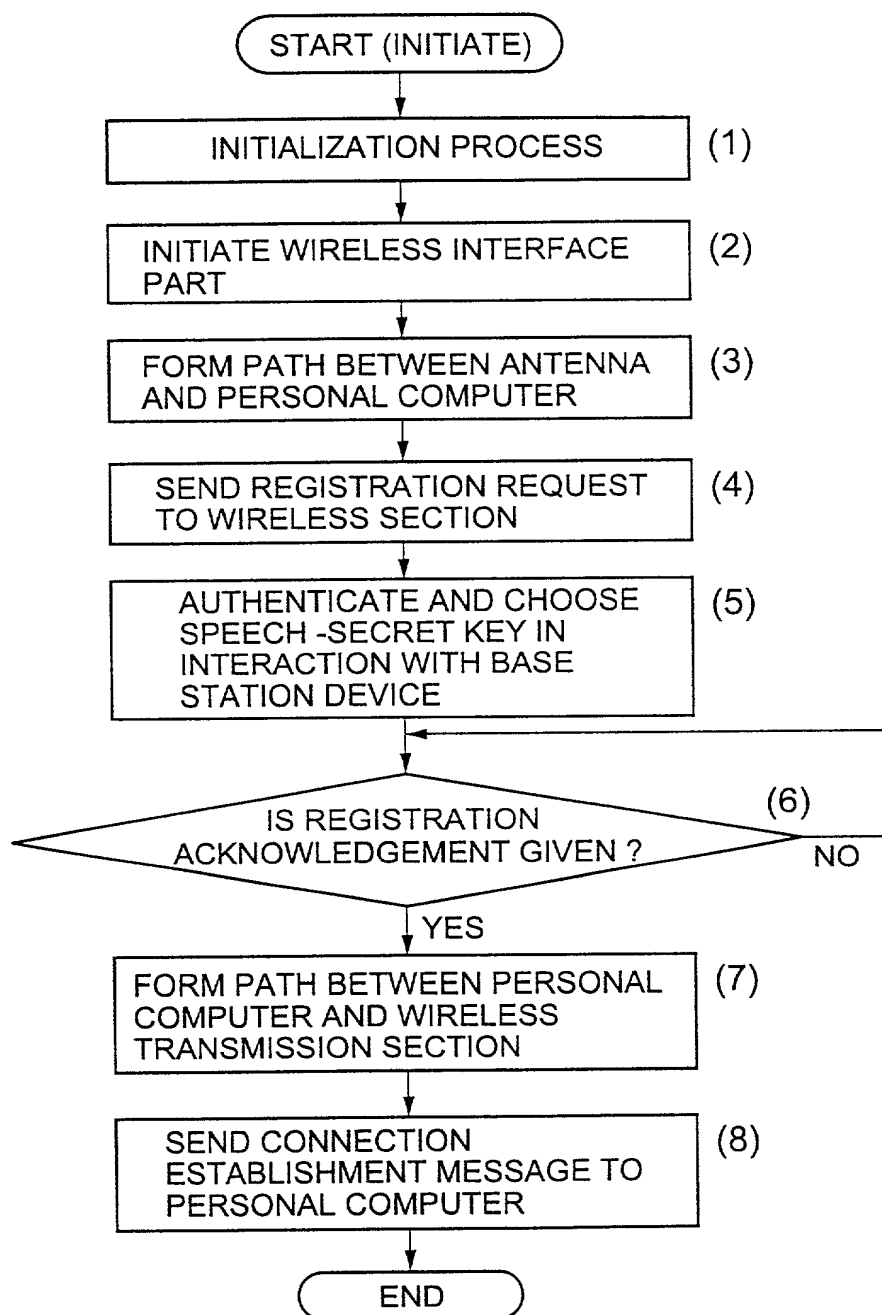 START (INITIATE)
INITIALIZATION PROCESS
(1)
INITIATE WIRELESS INTERFACE
PART
(2)
FORM PATH BETWEEN ANTENNA
AND PERSONAL COMPUTER
(3)
SEND REGISTRATION REQUEST
TO WIRELESS SECTION
(4)
AUTHENTICATE AND CHOOSE
SPEECH -SECRET KEY IN
INTERACTION WITH BASE
STATION DEVICE
(5)
IS REGISTRATION
ACKNOWLEDGEMENT GIVEN ?
(6)
NO
YES
FORM PATH BETWEEN PERSONAL
COMPUTER AND WIRELESS
TRANSMISSION SECTION
(7)
SEND CONNECTION
ESTABLISHMENT MESSAGE TO
PERSONAL COMPUTER
(8)
END